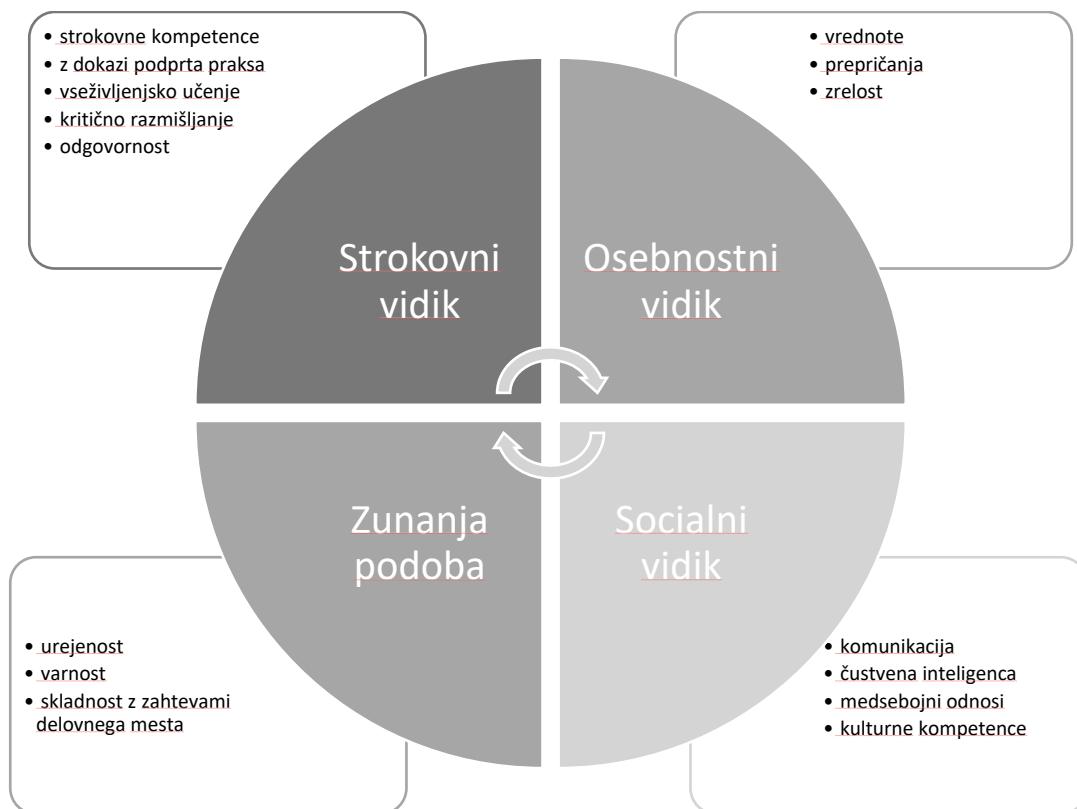 • strokovne kompetence
• z dokazi podprta praksa
• vseživljenjsko učenje
• kritično razmišljanje
• odgovornost
• vrednote
• prepričanja
• zrelost
Strokovni
vidik
Osebnostni
vidik
Zunanja
podoba
Socialni
vidik
• urejenost
• varnost
• skladnost z zahtevami
delovnega mesta
• komunikacija
• čustvena inteligenca
• medsebojni odnosi
• kulturne kompetence